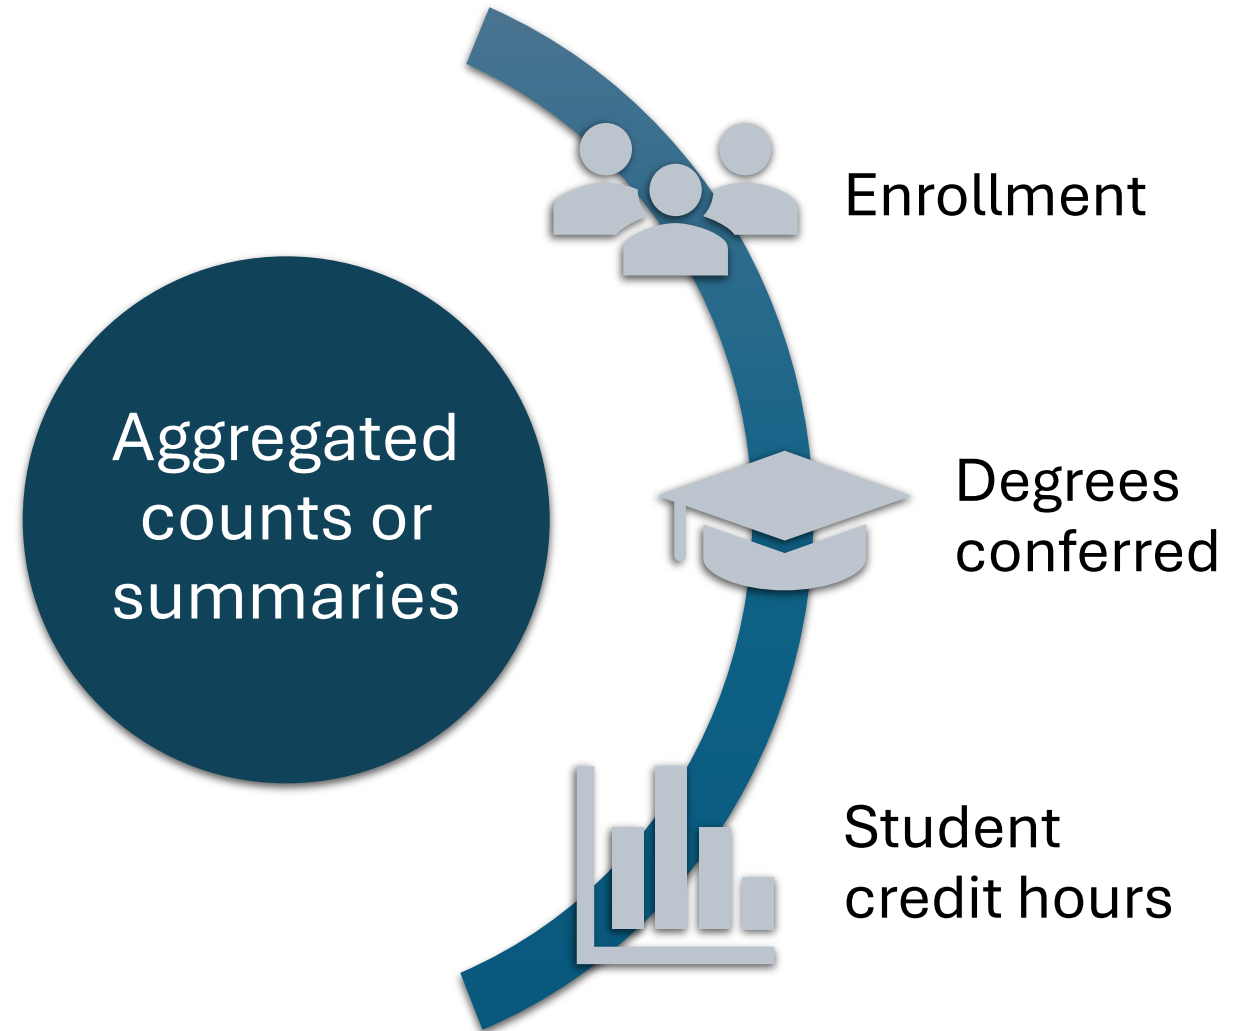 Aggregated
counts or
summaries
Enrollment
Degrees
conferred
Student
credit hours